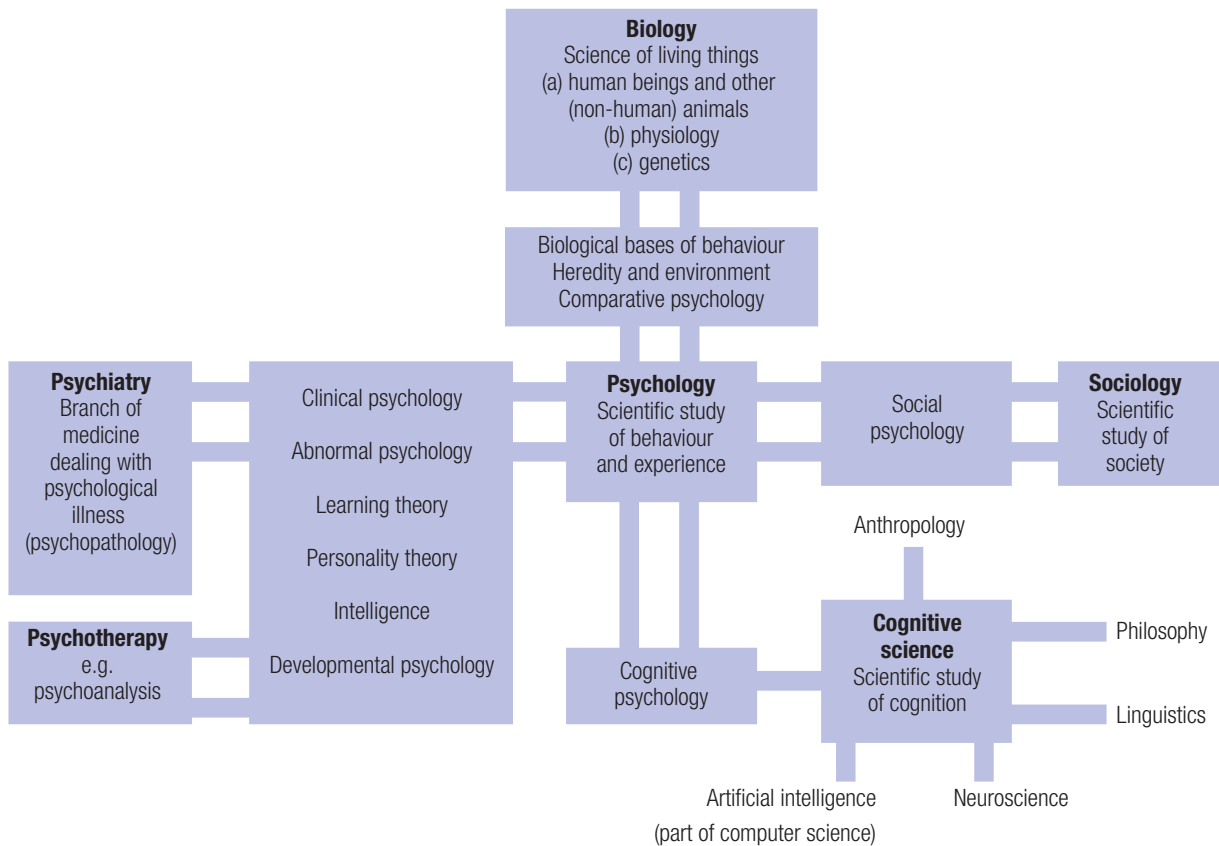 Biology
Science of living things
(a) human beings and other
(non-human) animals
(b) physiology
(c) genetics
Biological bases of behaviour
Heredity and environment
Comparative psychology
Psychiatry
Branch of
medicine
dealing with
psychological
illness
(psychopathology)
Psychotherapy
e.g.
psychoanalysis
Clinical psychology
Abnormal psychology
Learning theory
Personality theory
Intelligence
Developmental psychology
Psychology
Scientific study
of behaviour
and experience
Social
psychology
Sociology
Scientific
study of
society
Cognitive
psychology
Anthropology
Cognitive
science
Scientific study
of cognition
Philosophy
Linguistics
Artificial intelligence
(part of computer science)
Neuroscience